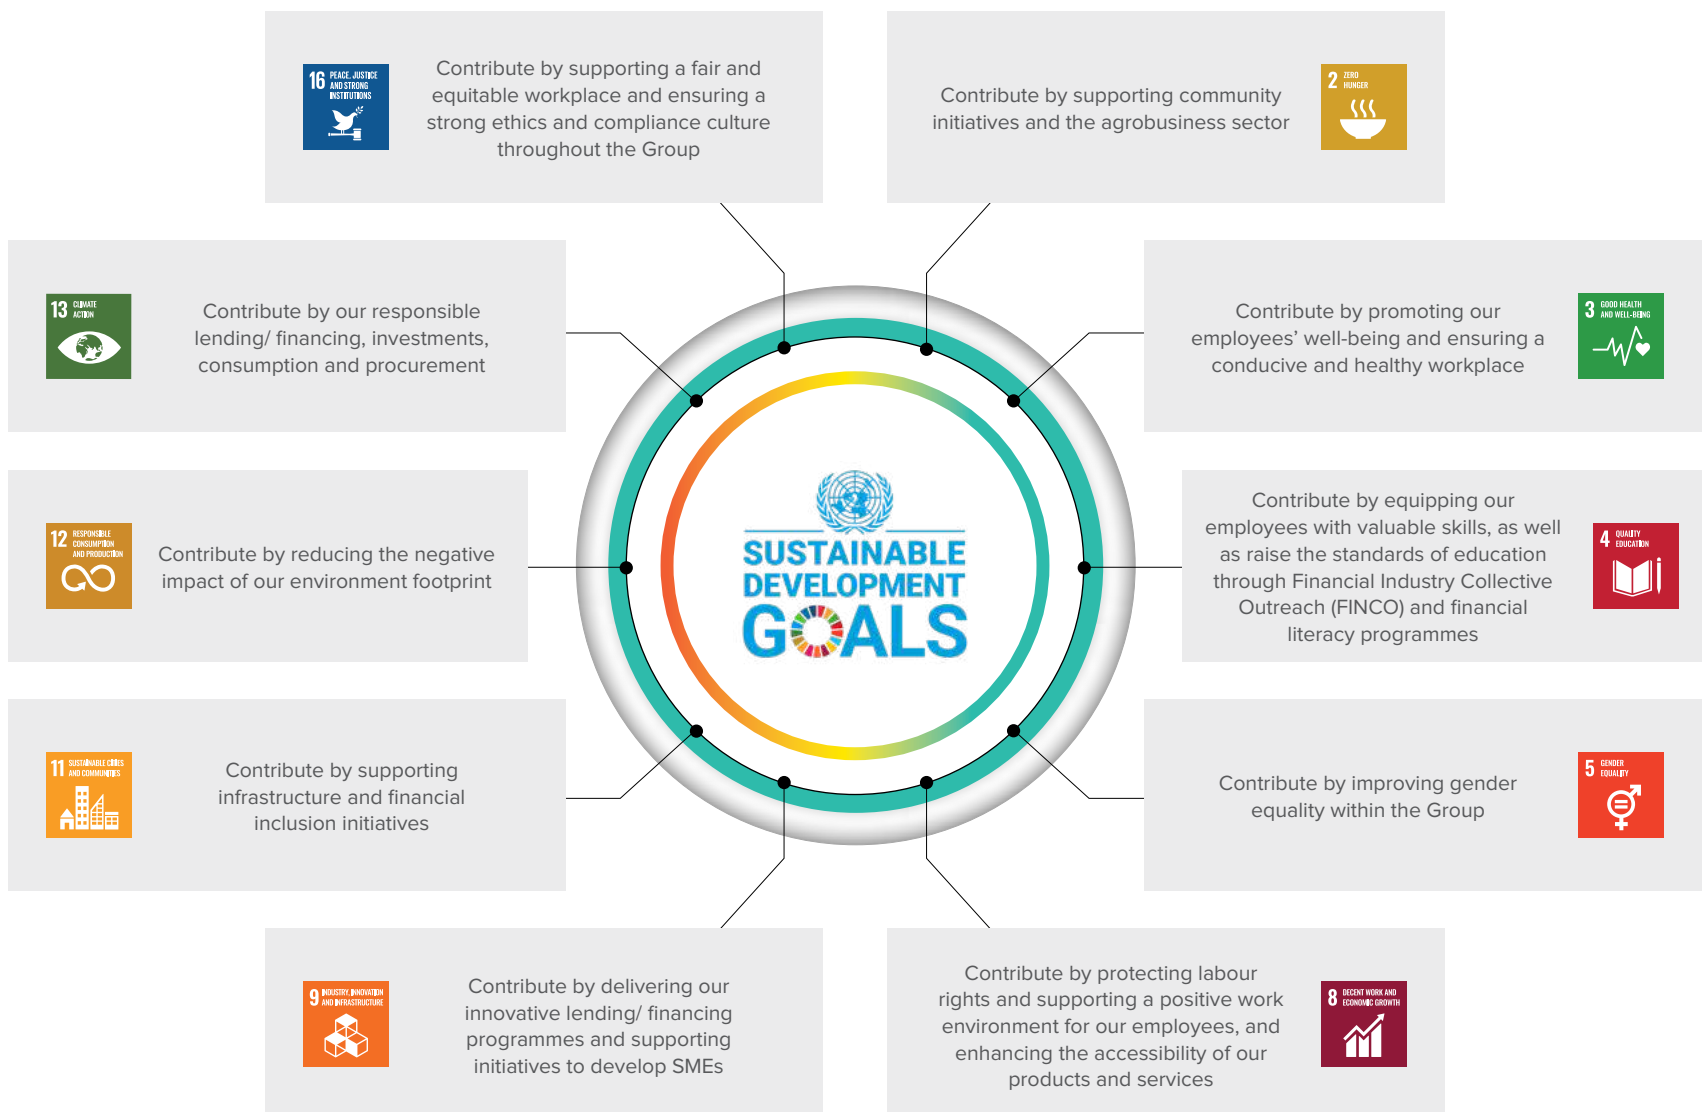 16 PEACE, JUSTICE
AND STRONG
INSTITUTIONS
Contribute by supporting a fair and
equitable workplace and ensuring a
strong ethics and compliance culture
throughout the Group
Contribute by supporting community
initiatives and the agrobusiness sector
2 ZERO
HUNGER
13 CLIMATE
ACTION
Contribute by our responsible
lending/ financing, investments,
consumption and procurement
Contribute by promoting our
employees’ well-being and ensuring a
conducive and healthy workplace
3 GOOD HEALTH
AND WELL-BEING
12 RESPONSIBLE
CONSUMPTION
AND PRODUCTION
Contribute by reducing the negative
impact of our environment footprint
SUSTAINABLE
DEVELOPMENT
GOALS
Contribute by equipping our
employees with valuable skills, as well
as raise the standards of education
through Financial Industry Collective
Outreach (FINCO) and financial
literacy programmes
4 QUALITY
EDUCATION
11 SUSTAINABLE CITIES
AND COMMUNITIES
Contribute by supporting
infrastructure and financial
inclusion initiatives
Contribute by improving gender
equality within the Group
5 GENDER
EQUALITY
9 INDUSTRY, INNOVATION
AND INFRASTRUCTURE
Contribute by delivering our
innovative lending/ financing
programmes and supporting
initiatives to develop SMEs
Contribute by protecting labour
rights and supporting a positive work
environment for our employees, and
enhancing the accessibility of our
products and services
8 DECENT WORK AND
ECONOMIC GROWTH